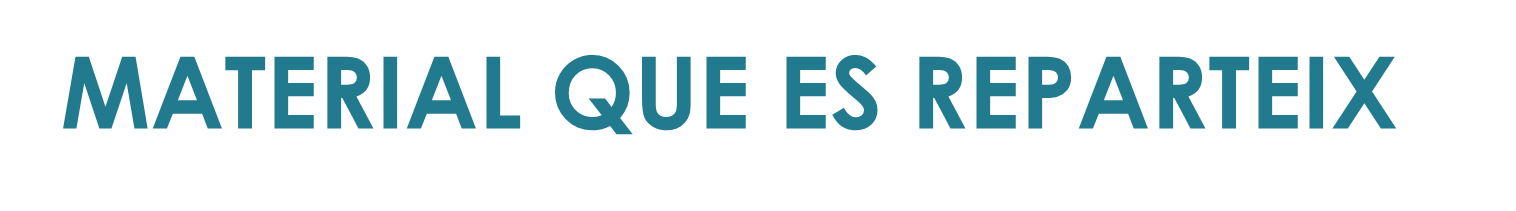 MATERIAL QUE ES REPARTEIX